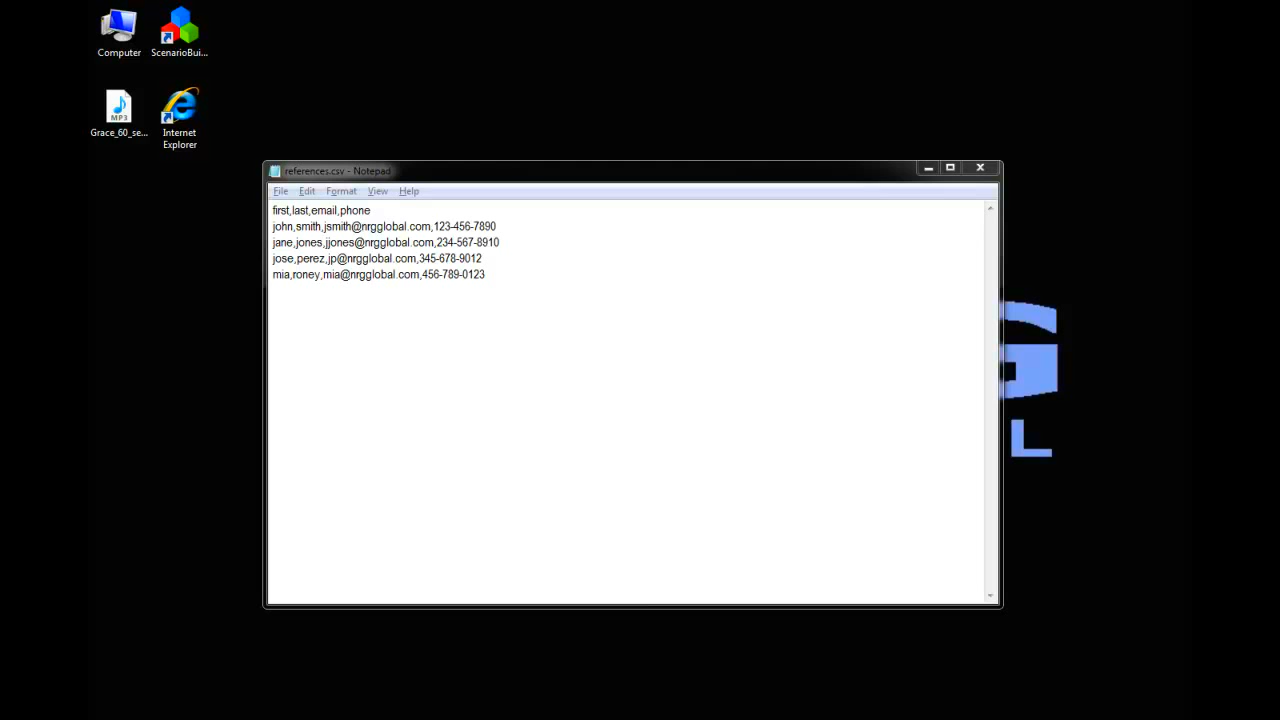 Computer
ScenarioBui...
Grace_60_se...
MP3
Internet
Explorer
references.csv - Notepad
File Edit Format View Help
first,last,email,phone
john,smith,jsmith@nrgglobal.com,123-456-7890
jane,jones,jjones@nrgglobal.com,234-567-8910
jose,perez,jp@nrgglobal.com,345-678-9012
mia,roney,mia@nrgglobal.com,456-789-0123
G
L